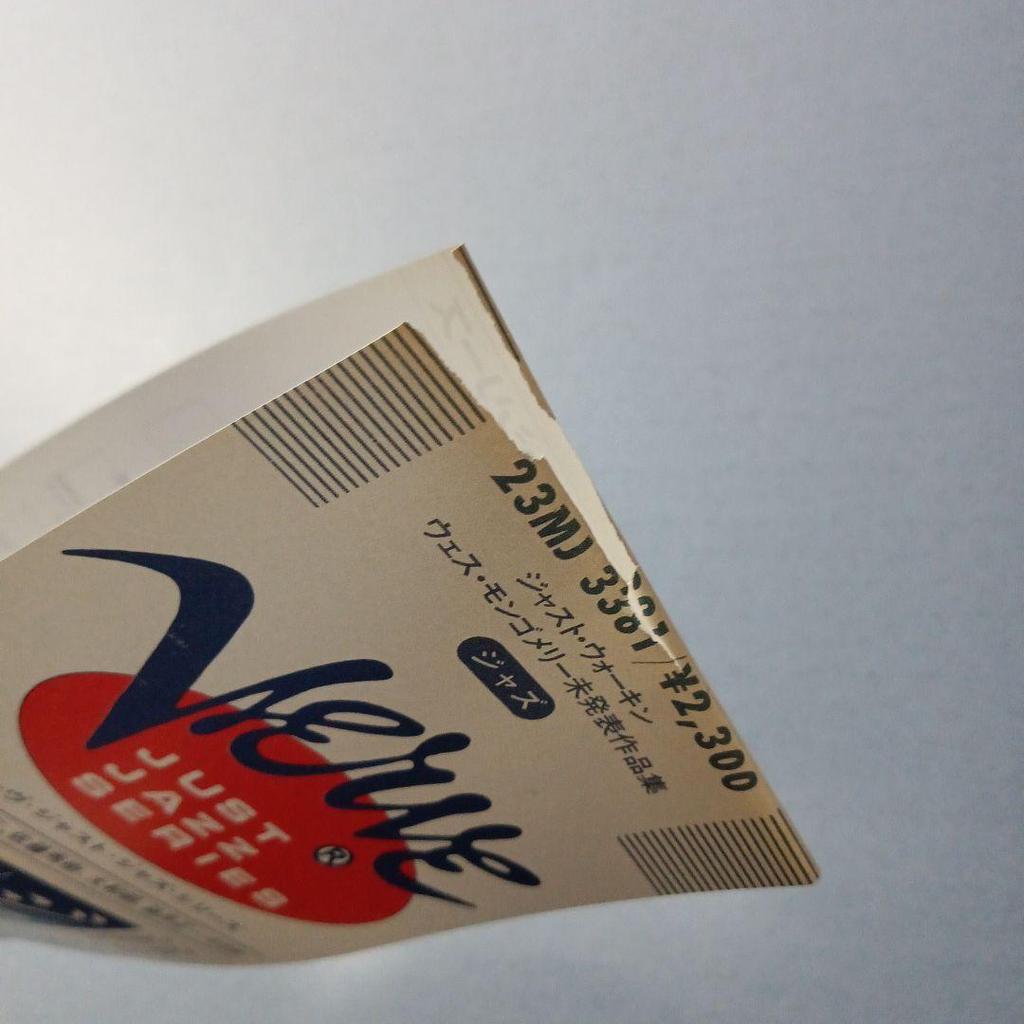 23MJ 3381/¥2,300
ジャスト・ウォーキン
ウェス・モンゴメリー未発表作品集
ジャズ
Verve
JUST
JAZZ
SERIES
®